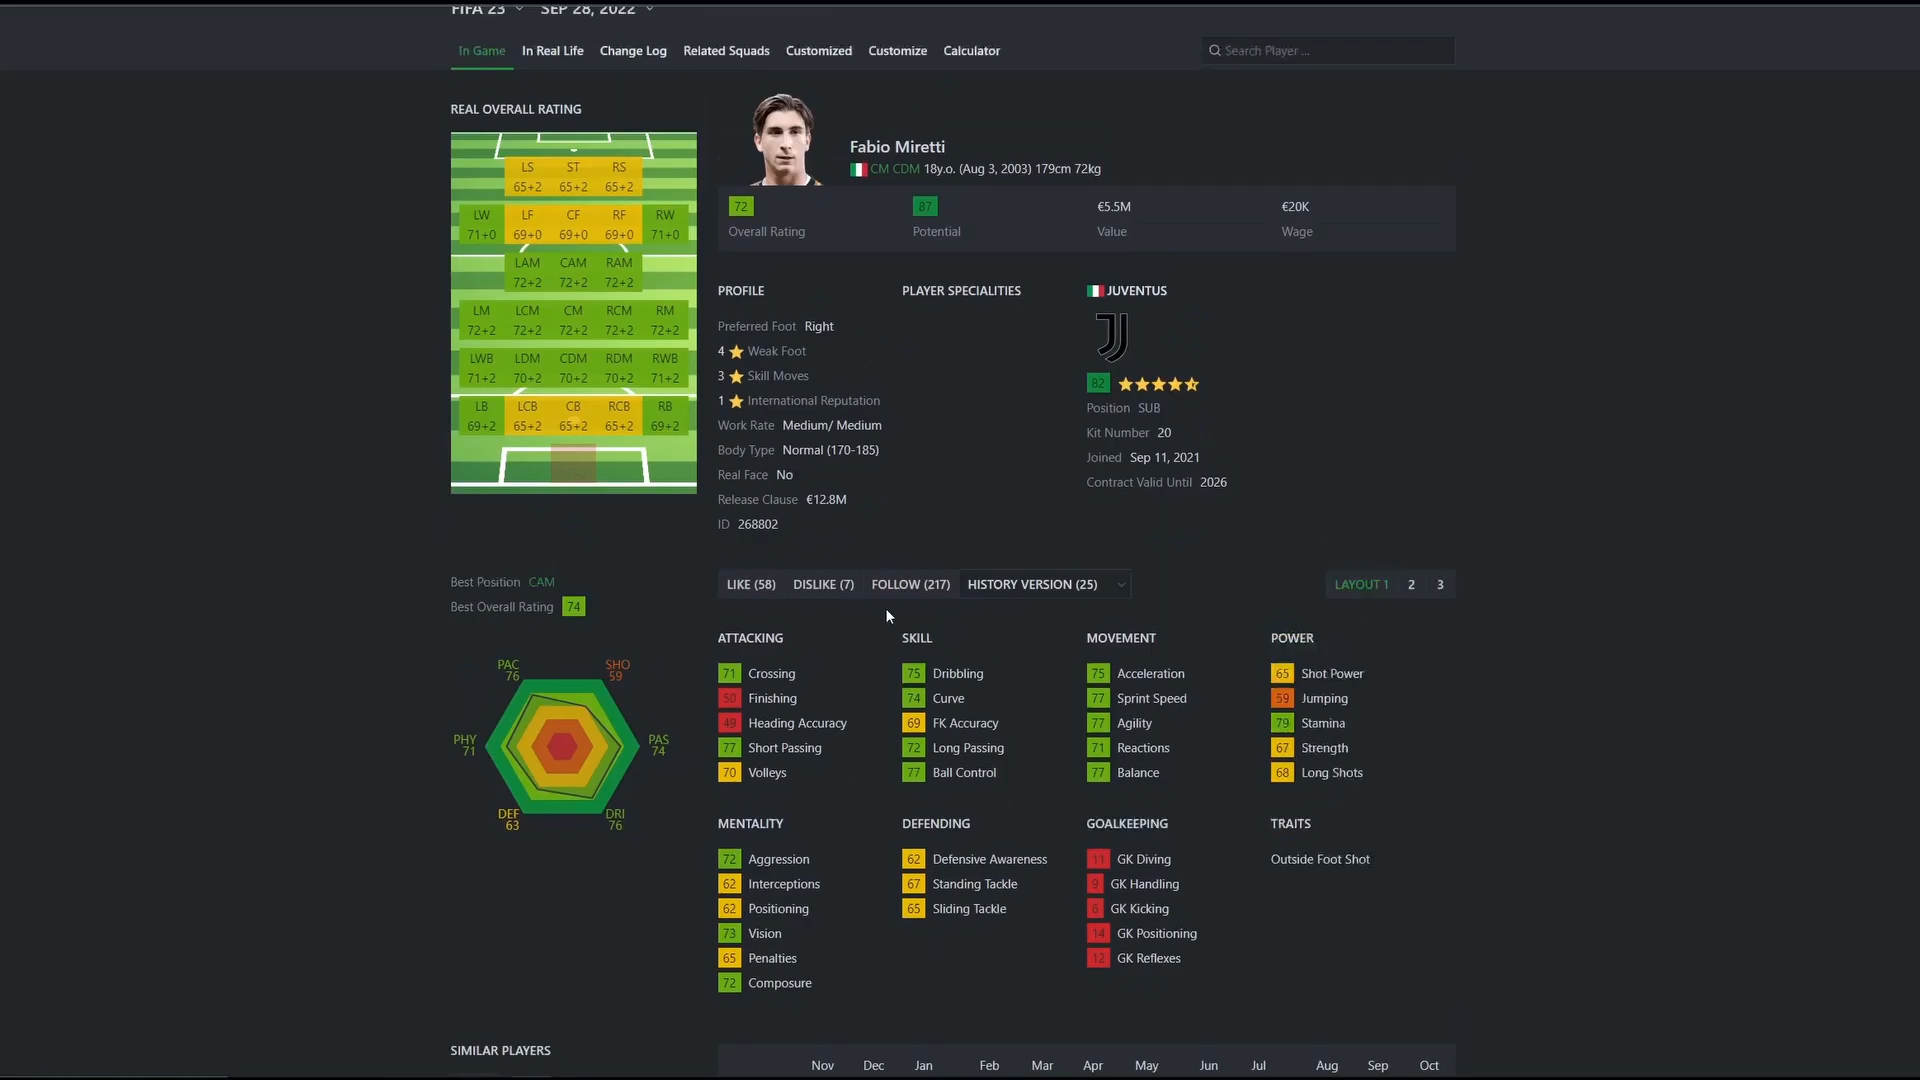 FIFA 23 SEP 28, 2022
In Game In Real Life Change Log Related Squads Customized Customize Calculator
Search Player ...
REAL OVERALL RATING
LS ST RS
65+2 65+2 65+2
LW LF CF RF RW
71+0 69+0 69+0 69+0 71+0
LAM CAM RAM
72+2 72+2 72+2
LM LCM CM RCM RM
72+2 72+2 72+2 72+2 72+2
LWB LDM CDM RDM RWB
71+2 70+2 70+2 70+2 71+2
LB LCB CB RCB RB
69+2 65+2 65+2 65+2 69+2
Best Position CAM
Best Overall Rating 74
PAC
76
SHO
59
PHY
71
PAS
74
DEF
63
DRI
76
Fabio Miretti
CM CDM 18y.o. (Aug 3, 2003) 179cm 72kg
72 87 €5.5M €20K
Overall Rating Potential Value Wage
PROFILE
Preferred Foot Right
4 Weak Foot
3 Skill Moves
1 International Reputation
Work Rate Medium/ Medium
Body Type Normal (170-185)
Real Face No
Release Clause €12.8M
ID 268802
PLAYER SPECIALITIES
JUVENTUS
82
Position SUB
Kit Number 20
Joined Sep 11, 2021
Contract Valid Until 2026
LIKE (58) DISLIKE (7) FOLLOW (217) HISTORY VERSION (25)
LAYOUT 1 2 3
ATTACKING
71 Crossing
50 Finishing
49 Heading Accuracy
77 Short Passing
70 Volleys
SKILL
75 Dribbling
74 Curve
69 FK Accuracy
72 Long Passing
77 Ball Control
MOVEMENT
75 Acceleration
77 Sprint Speed
77 Agility
71 Reactions
77 Balance
POWER
65 Shot Power
59 Jumping
79 Stamina
67 Strength
68 Long Shots
MENTALITY
72 Aggression
62 Interceptions
62 Positioning
73 Vision
65 Penalties
72 Composure
DEFENDING
62 Defensive Awareness
67 Standing Tackle
65 Sliding Tackle
GOALKEEPING
11 GK Diving
9 GK Handling
6 GK Kicking
14 GK Positioning
12 GK Reflexes
TRAITS
Outside Foot Shot
SIMILAR PLAYERS
Nov Dec Jan Feb Mar Apr May Jun Jul Aug Sep Oct